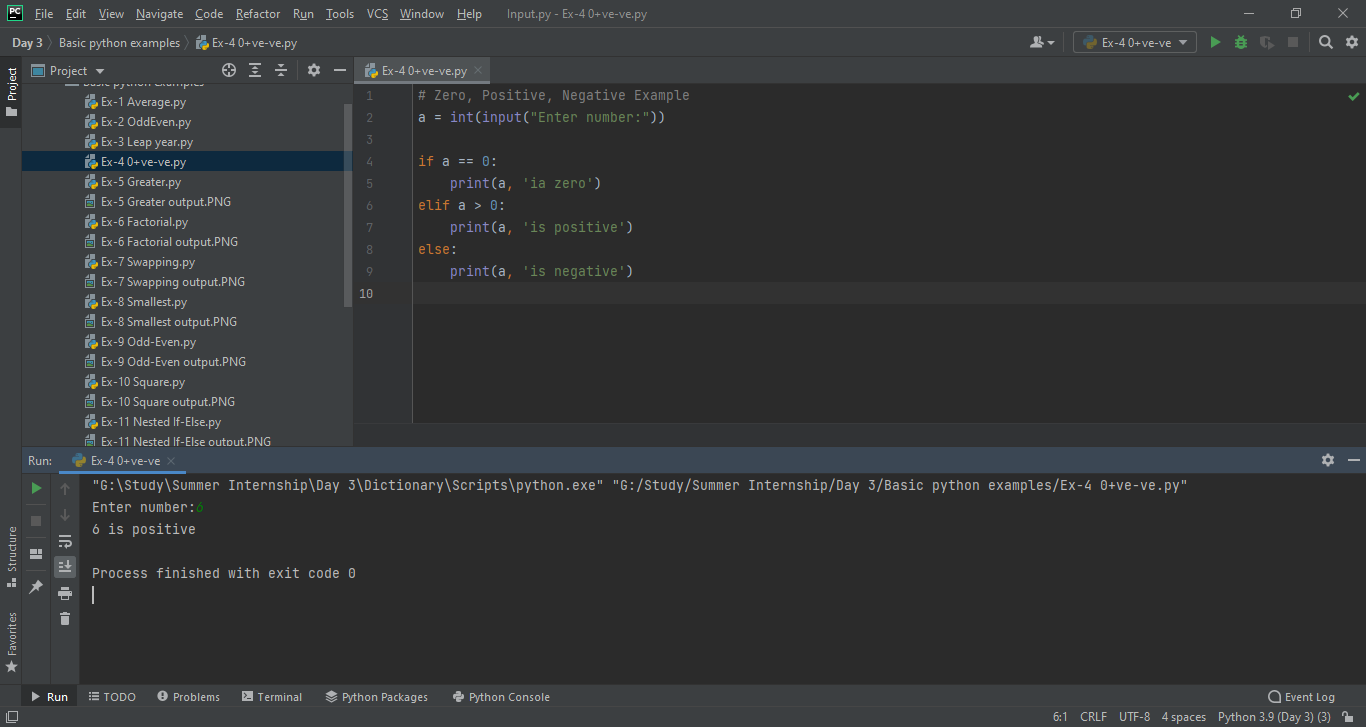 PC File Edit View Navigate Code Refactor Run Tools VCS Window Help Input.py - Ex-4 0+ve-ve.py
Day 3 Basic python examples Ex-4 0+ve-ve.py Ex-4 0+ve-ve
Project
Project
Basic python examples
Ex-1 Average.py
Ex-2 OddEven.py
Ex-3 Leap year.py
Ex-4 0+ve-ve.py
Ex-5 Greater.py
Ex-5 Greater output.PNG
Ex-6 Factorial.py
Ex-6 Factorial output.PNG
Ex-7 Swapping.py
Ex-7 Swapping output.PNG
Ex-8 Smallest.py
Ex-8 Smallest output.PNG
Ex-9 Odd-Even.py
Ex-9 Odd-Even output.PNG
Ex-10 Square.py
Ex-10 Square output.PNG
Ex-11 Nested If-Else.py
Ex-11 Nested If-Else output.PNG
Ex-4 0+ve-ve.py
1 # Zero, Positive, Negative Example
2 a = int(input("Enter number:"))
3
4 if a == 0:
5     print(a, 'ia zero')
6 elif a > 0:
7     print(a, 'is positive')
8 else:
9     print(a, 'is negative')
10
Run: Ex-4 0+ve-ve
"G:\Study\Summer Internship\Day 3\Dictionary\Scripts\python.exe" "G:/Study/Summer Internship/Day 3/Basic python examples/Ex-4 0+ve-ve.py"
Enter number:6
6 is positive
Process finished with exit code 0
Structure
Favorites
Run TODO Problems Terminal Python Packages Python Console Event Log
6:1 CRLF UTF-8 4 spaces Python 3.9 (Day 3) (3)